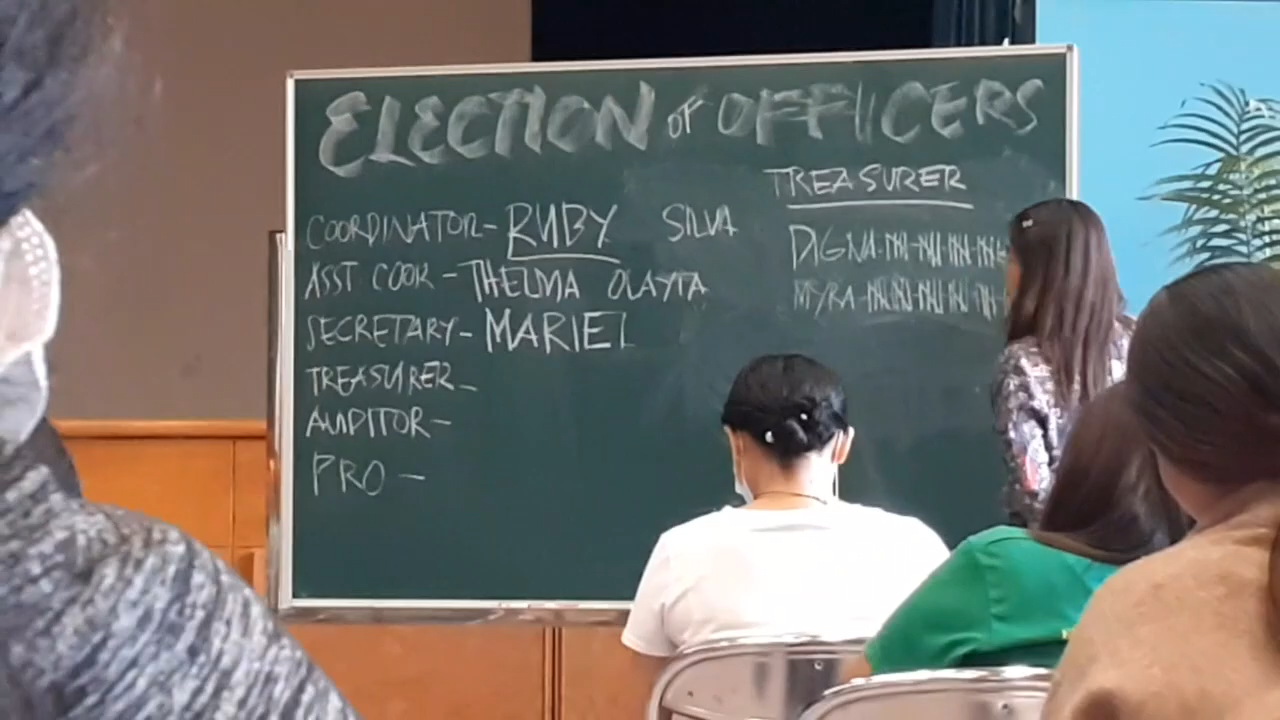 ELECTION OF OFFICERS
COORDINATOR- RUBY SILVA
ASST COOR - THELMA OLAYTA
SECRETARY- MARIEL
TREASURER-
AUDITOR-
PRO -
TREASURER
DIGNA
MYRA